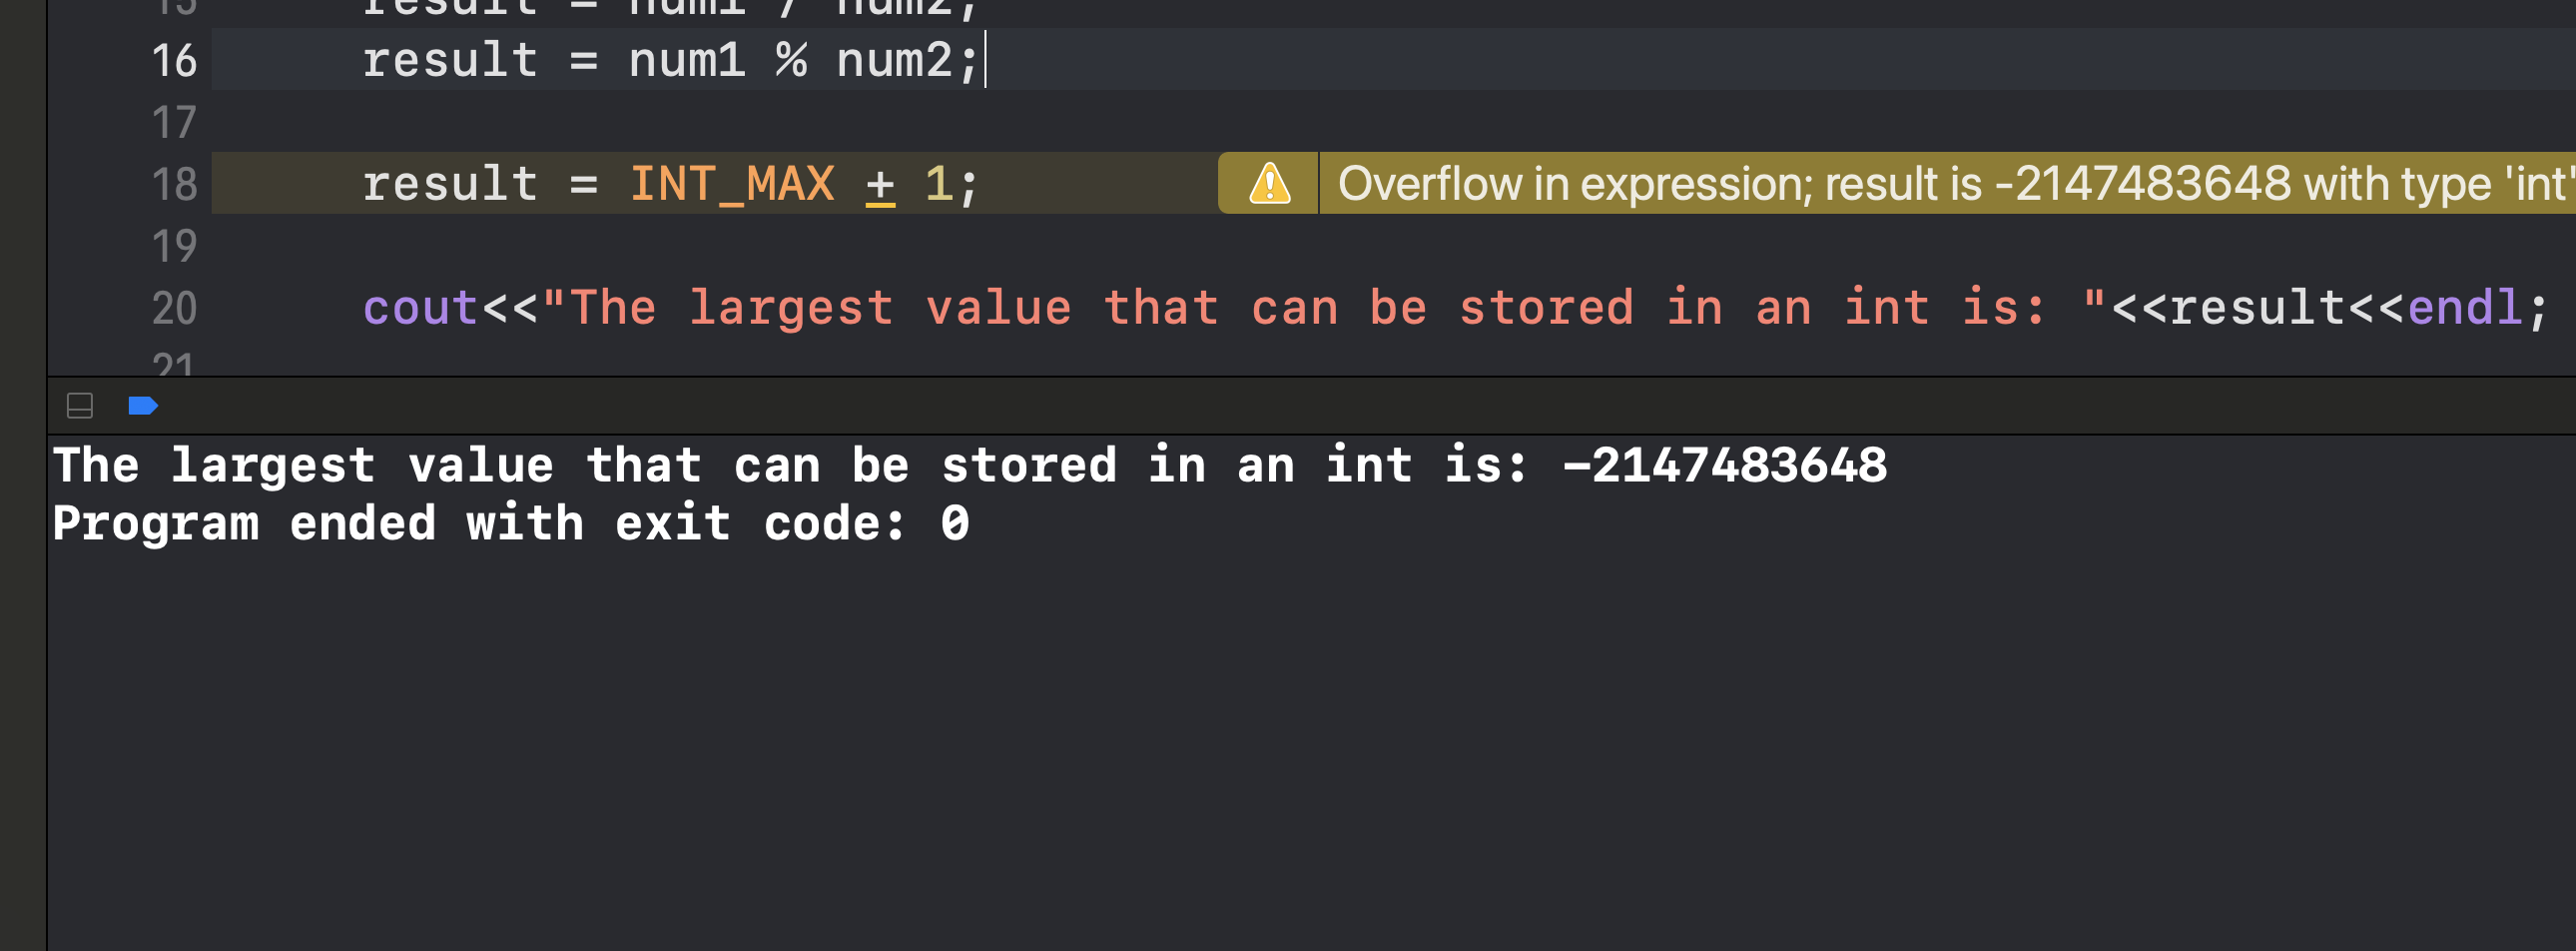 15 result = num1 / num2;
16 result = num1 % num2;
17
18 result = INT_MAX + 1; Overflow in expression; result is -2147483648 with type 'int'
19
20 cout<<"The largest value that can be stored in an int is: "<<result<<endl;
21
The largest value that can be stored in an int is: -2147483648
Program ended with exit code: 0